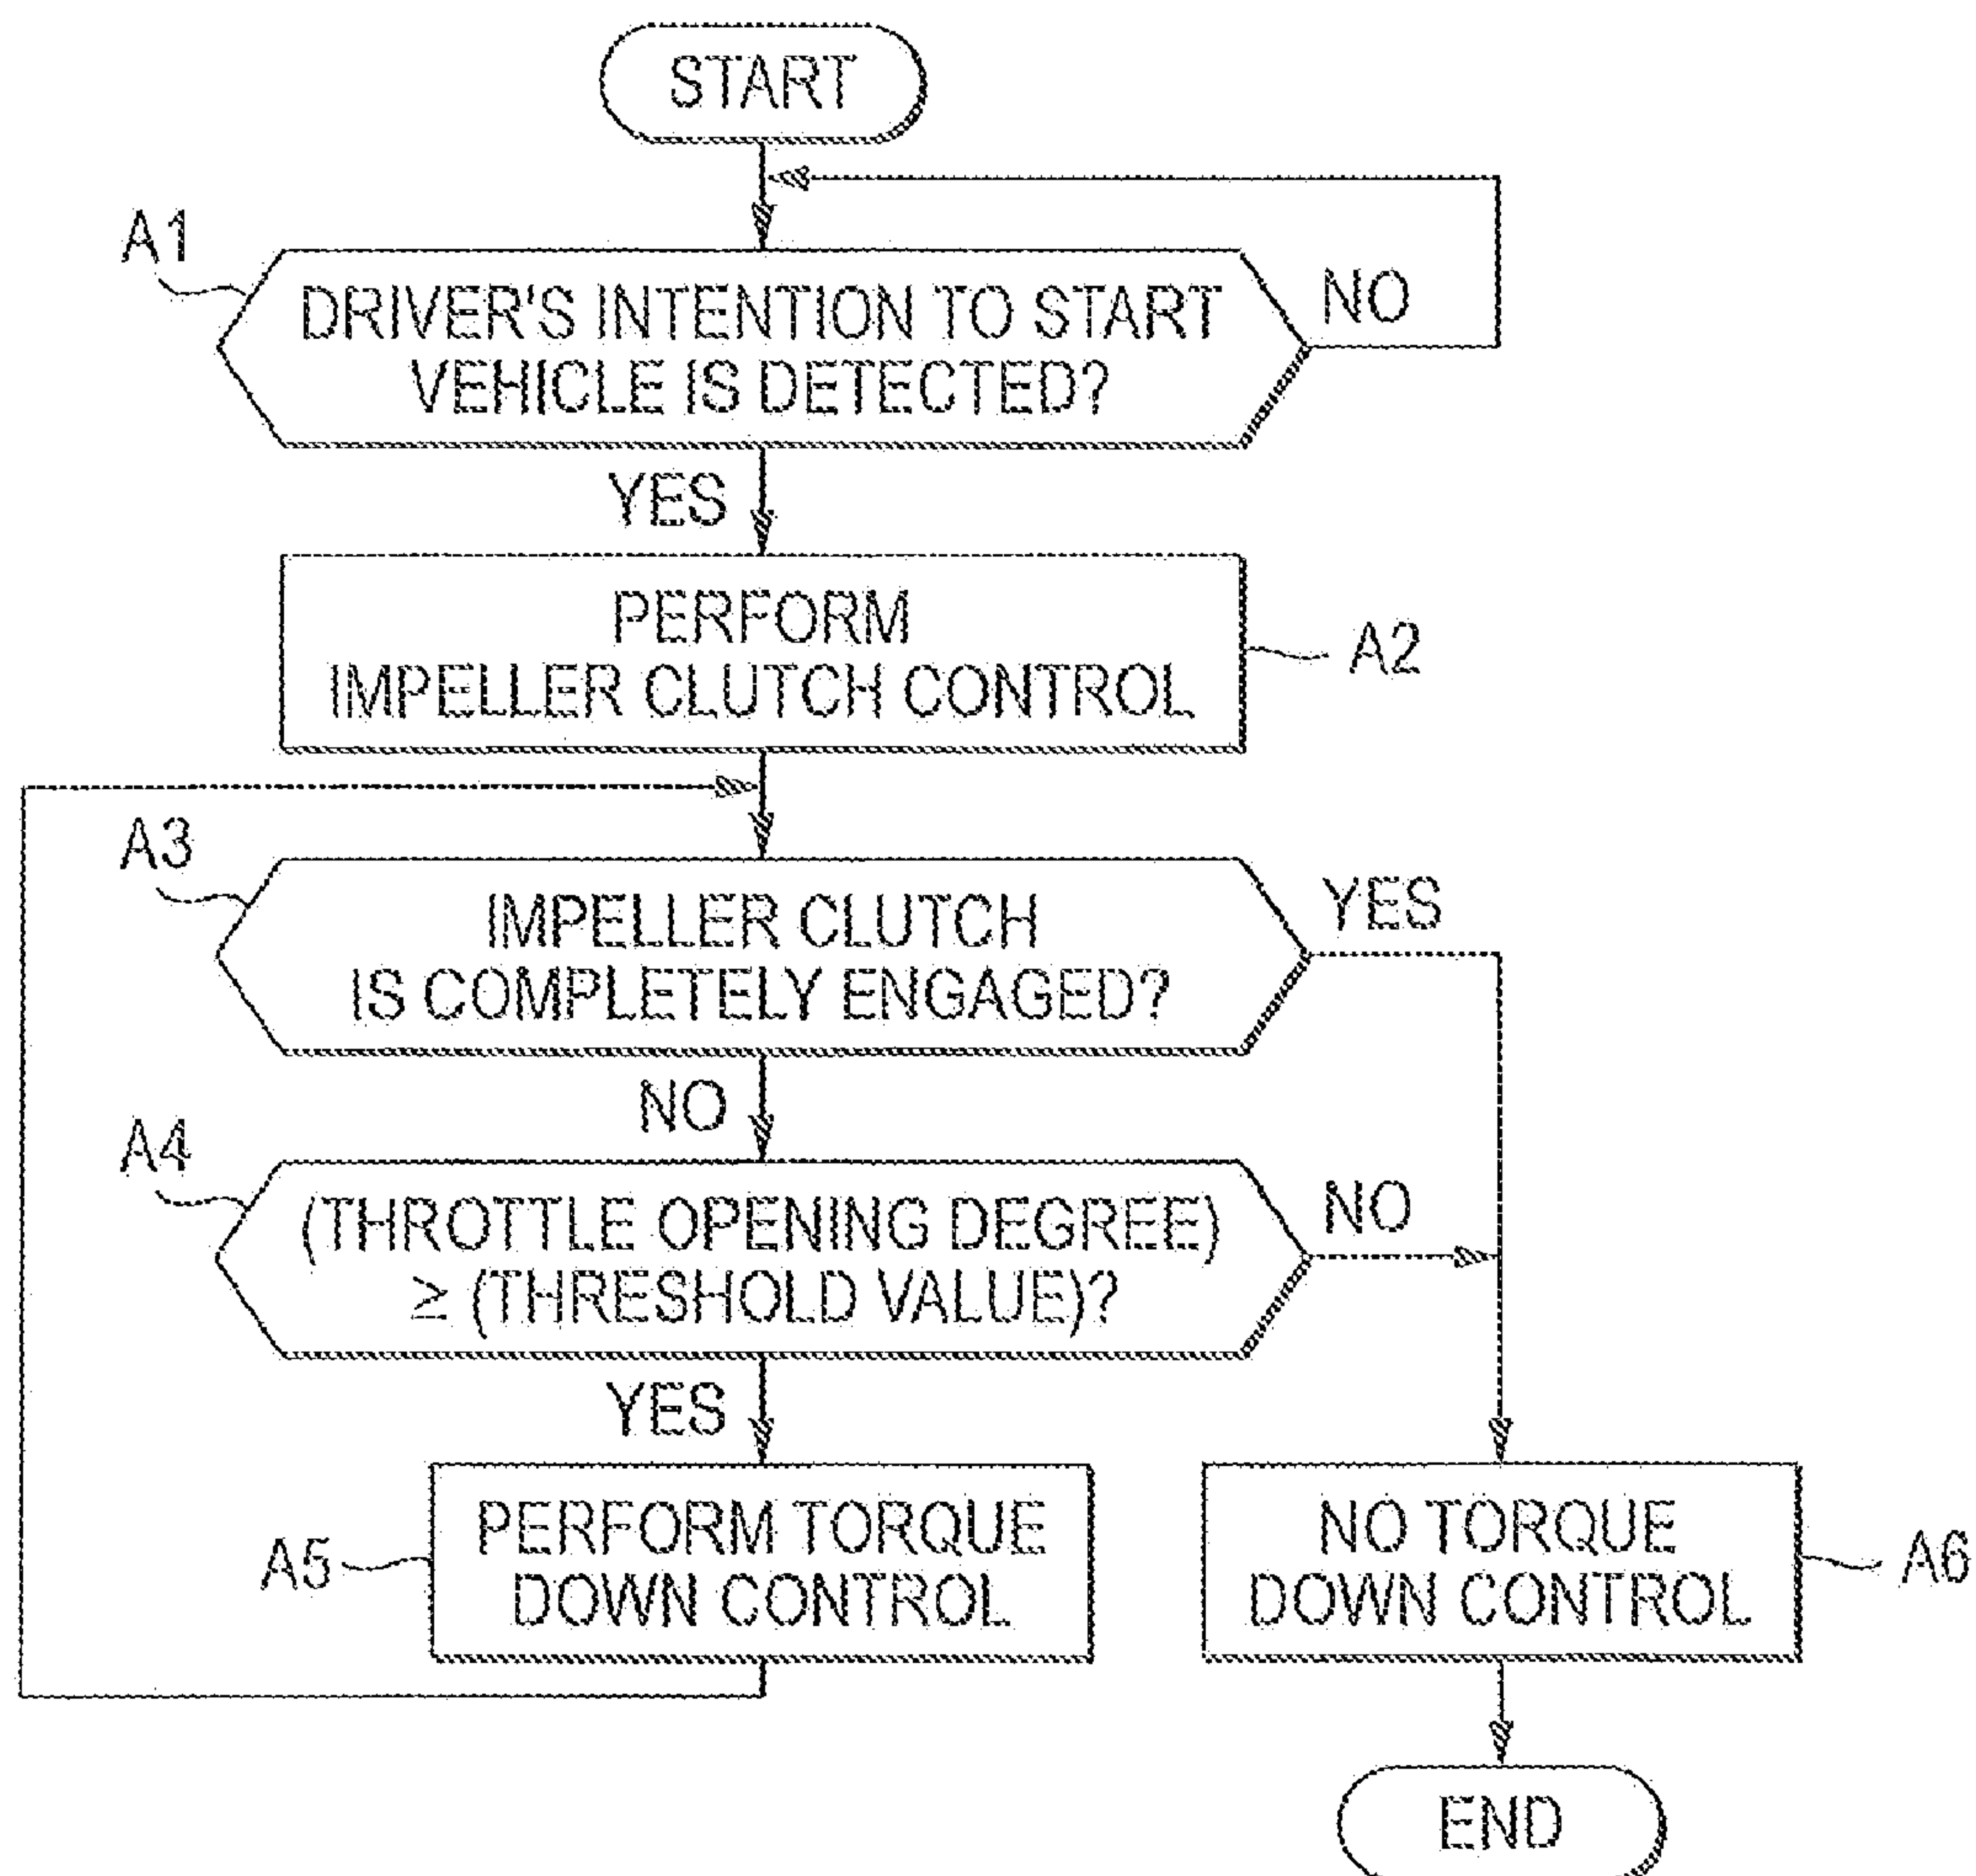 START
A1
DRIVER'S INTENTION TO START
VEHICLE IS DETECTED?
NO
YES
PERFORM
IMPELLER CLUTCH CONTROL
A2
A3
IMPELLER CLUTCH
IS COMPLETELY ENGAGED?
YES
NO
A4
(THROTTLE OPENING DEGREE)
≥ (THRESHOLD VALUE)?
NO
YES
A5
PERFORM TORQUE
DOWN CONTROL
NO TORQUE
DOWN CONTROL
A6
END